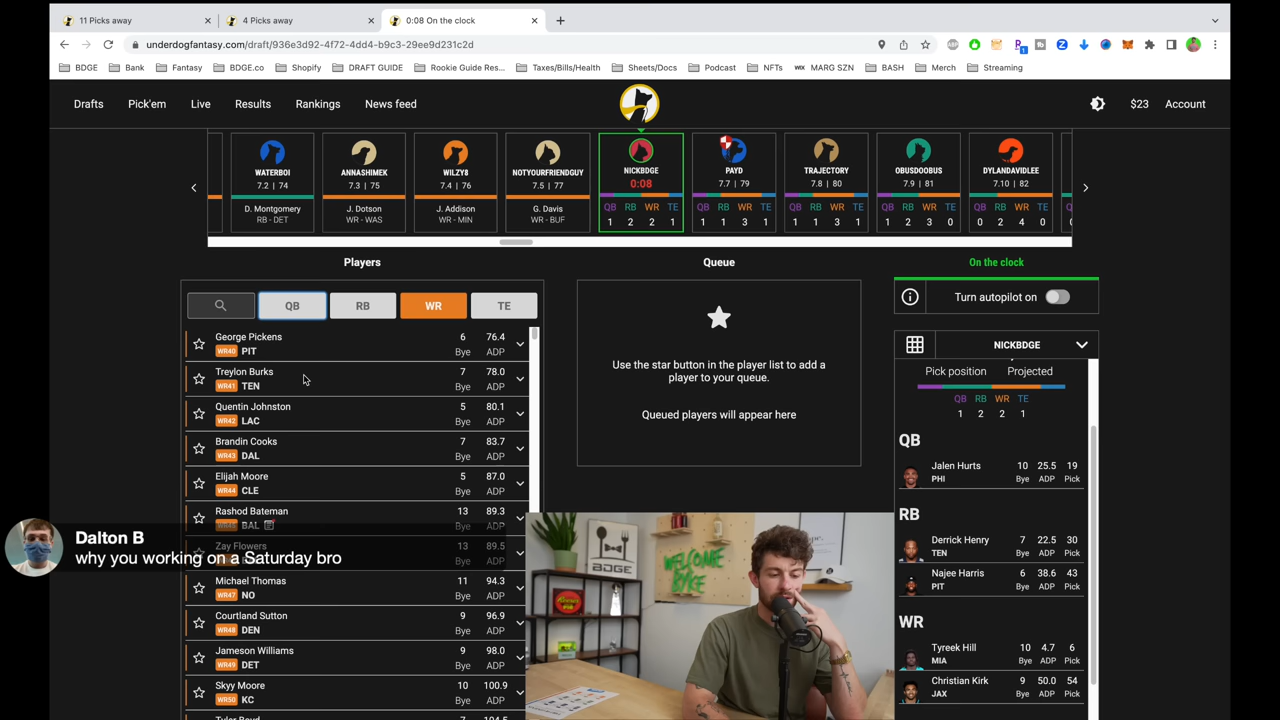 11 Picks away
4 Picks away
0:08 On the clock
underdogfantasy.com/draft/936e3d92-4f72-4dd4-b9c3-29ee9d231c2d
BDGE
Bank
Fantasy
BDGE.co
Shopify
DRAFT GUIDE
Rookie Guide Res...
Taxes/Bills/Health
Sheets/Docs
Podcast
NFTs
WIX MARG SZN
BASH
Merch
Streaming
Drafts
Pick'em
Live
Results
Rankings
News feed
$23
Account
WATERBOI
7.2 | 74
D. Montgomery
RB - DET
ANNASHIMEK
7.3 | 75
J. Dotson
WR - WAS
WILZY8
7.4 | 76
J. Addison
WR - MIN
NOTYOURFRIENDGUY
7.5 | 77
G. Davis
WR - BUF
NICKBDGE
0:08
QB RB WR TE
1 2 2 1
PAYD
7.7 | 79
QB RB WR TE
1 1 3 1
TRAJECTORY
7.8 | 80
QB RB WR TE
1 1 3 1
OBUSDOOBUS
7.9 | 81
QB RB WR TE
1 2 3 0
DYLANDAVIDLEE
7.10 | 82
QB RB WR TE
0 2 4 0
Players
QB
RB
WR
TE
George Pickens 6 76.4
WR40 PIT Bye ADP
Treylon Burks 7 78.0
WR41 TEN Bye ADP
Quentin Johnston 5 80.1
WR42 LAC Bye ADP
Brandin Cooks 7 83.7
WR43 DAL Bye ADP
Elijah Moore 5 87.0
WR44 CLE Bye ADP
Rashod Bateman 13 89.3
WR45 BAL Bye ADP
Zay Flowers 13 89.5
Bye ADP
Michael Thomas 11 94.3
WR47 NO Bye ADP
Courtland Sutton 9 96.9
WR48 DEN Bye ADP
Jameson Williams 9 98.0
WR49 DET Bye ADP
Skyy Moore 10 100.9
WR50 KC Bye ADP
Queue
Use the star button in the player list to add a
player to your queue.
Queued players will appear here
On the clock
Turn autopilot on
NICKBDGE
Pick position Projected
QB RB WR TE
1 2 2 1
QB
Jalen Hurts 10 25.5 19
PHI Bye ADP Pick
RB
Derrick Henry 7 22.5 30
TEN Bye ADP Pick
Najee Harris 6 38.6 43
PIT Bye ADP Pick
WR
Tyreek Hill 10 4.7 6
MIA Bye ADP Pick
Christian Kirk 9 50.0 54
JAX Bye ADP Pick
Dalton B
why you working on a Saturday bro
BDGE
WELCOME
BYKE